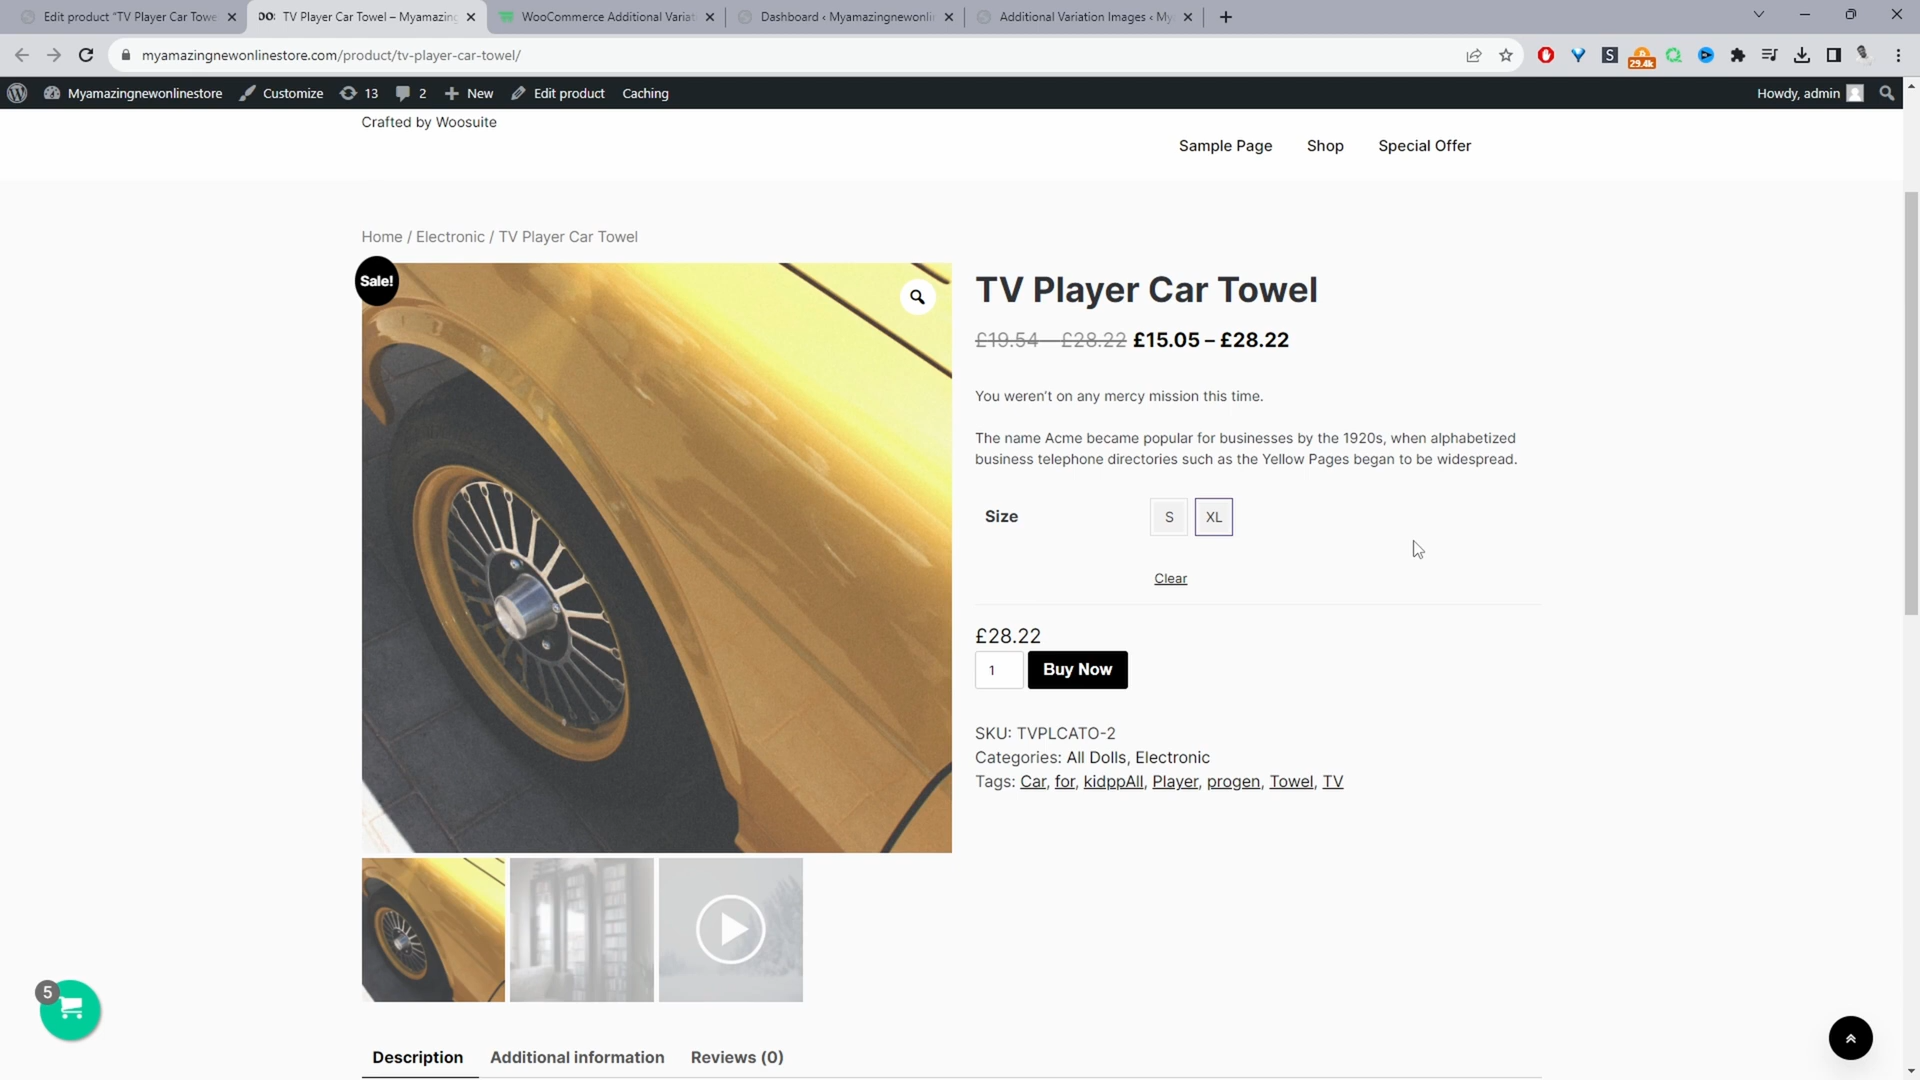 Edit product "TV Player Car Towe
TV Player Car Towel – Myamazing
WooCommerce Additional Variat
Dashboard ‹ Myamazingnewonli
Additional Variation Images ‹ My
myamazingnewonlinestore.com/product/tv-player-car-towel/
29.4k
Myamazingnewonlinestore
Customize
13
2
New
Edit product
Caching
Howdy, admin
Crafted by Woosuite
Sample Page
Shop
Special Offer
Home / Electronic / TV Player Car Towel
Sale!
TV Player Car Towel
£19.54 – £28.22 £15.05 – £28.22
You weren't on any mercy mission this time.
The name Acme became popular for businesses by the 1920s, when alphabetized
business telephone directories such as the Yellow Pages began to be widespread.
Size
S
XL
Clear
£28.22
1
Buy Now
SKU: TVPLCATO-2
Categories: All Dolls, Electronic
Tags: Car, for, kidppAll, Player, progen, Towel, TV
5
Description
Additional information
Reviews (0)